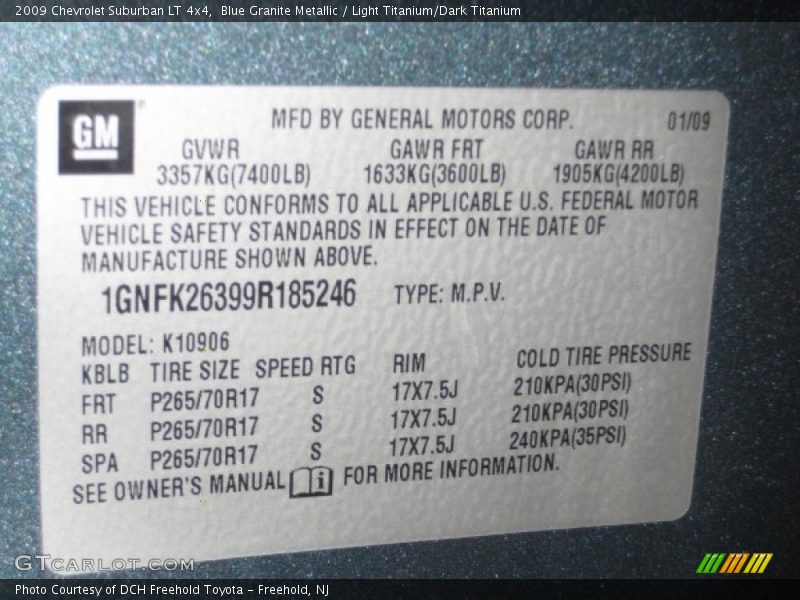 2009 Chevrolet Suburban LT 4x4, Blue Granite Metallic / Light Titanium/Dark Titanium
GM
MFD BY GENERAL MOTORS CORP. 01/09
GVWR GAWR FRT GAWR RR
3357KG(7400LB) 1633KG(3600LB) 1905KG(4200LB)
THIS VEHICLE CONFORMS TO ALL APPLICABLE U.S. FEDERAL MOTOR
VEHICLE SAFETY STANDARDS IN EFFECT ON THE DATE OF
MANUFACTURE SHOWN ABOVE.
1GNFK26399R185246 TYPE: M.P.V.
MODEL: K10906
KBLB TIRE SIZE SPEED RTG RIM COLD TIRE PRESSURE
FRT P265/70R17 S 17X7.5J 210KPA(30PSI)
RR P265/70R17 S 17X7.5J 210KPA(30PSI)
SPA P265/70R17 S 17X7.5J 240KPA(35PSI)
SEE OWNER'S MANUAL i FOR MORE INFORMATION.
GTCARLOT.COM
Photo Courtesy of DCH Freehold Toyota - Freehold, NJ